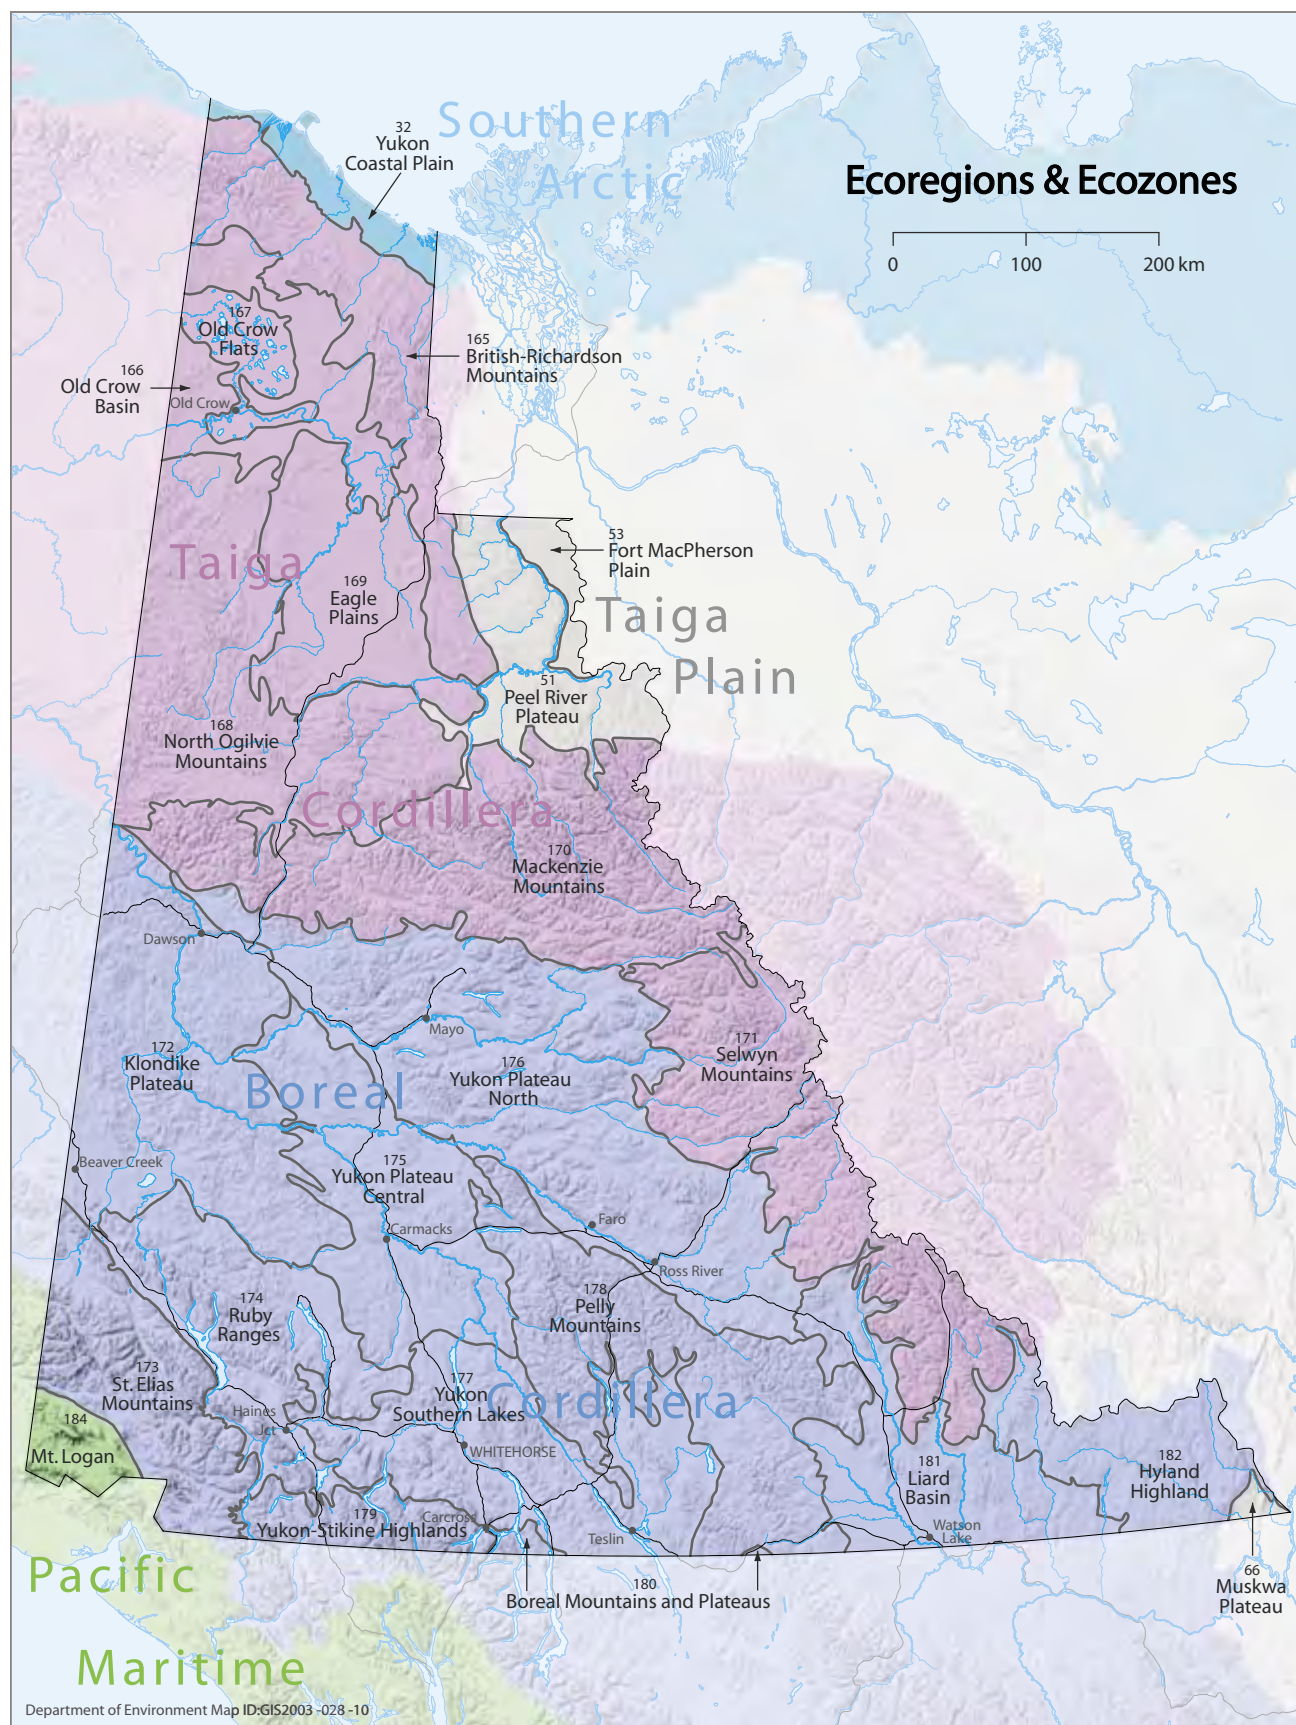 Southern
Arctic
32
Yukon
Coastal Plain
Ecoregions & Ecozones
0 100 200 km
167
Old Crow
Flats
165
British-Richardson
Mountains
166
Old Crow
Basin
Old Crow
Taiga
53
Fort MacPherson
Plain
169
Eagle
Plains
Taiga
Plain
51
Peel River
Plateau
168
North Ogilvie
Mountains
Cordillera
170
Mackenzie
Mountains
Dawson
Mayo
171
Selwyn
Mountains
172
Klondike
Plateau
176
Yukon Plateau
North
Boreal
Beaver Creek
175
Yukon Plateau
Central
Carmacks
Faro
Ross River
174
Ruby
Ranges
178
Pelly
Mountains
173
St. Elias
Mountains
177
Yukon
Southern Lakes
Cordillera
Haines
Jct
184
Mt. Logan
WHITEHORSE
181
Liard
Basin
182
Hyland
Highland
179
Yukon-Stikine Highlands
Carcross
Teslin
Watson
Lake
180
Boreal Mountains and Plateaus
66
Muskwa
Plateau
Pacific
Maritime
Department of Environment Map ID:GIS2003 -028 -10